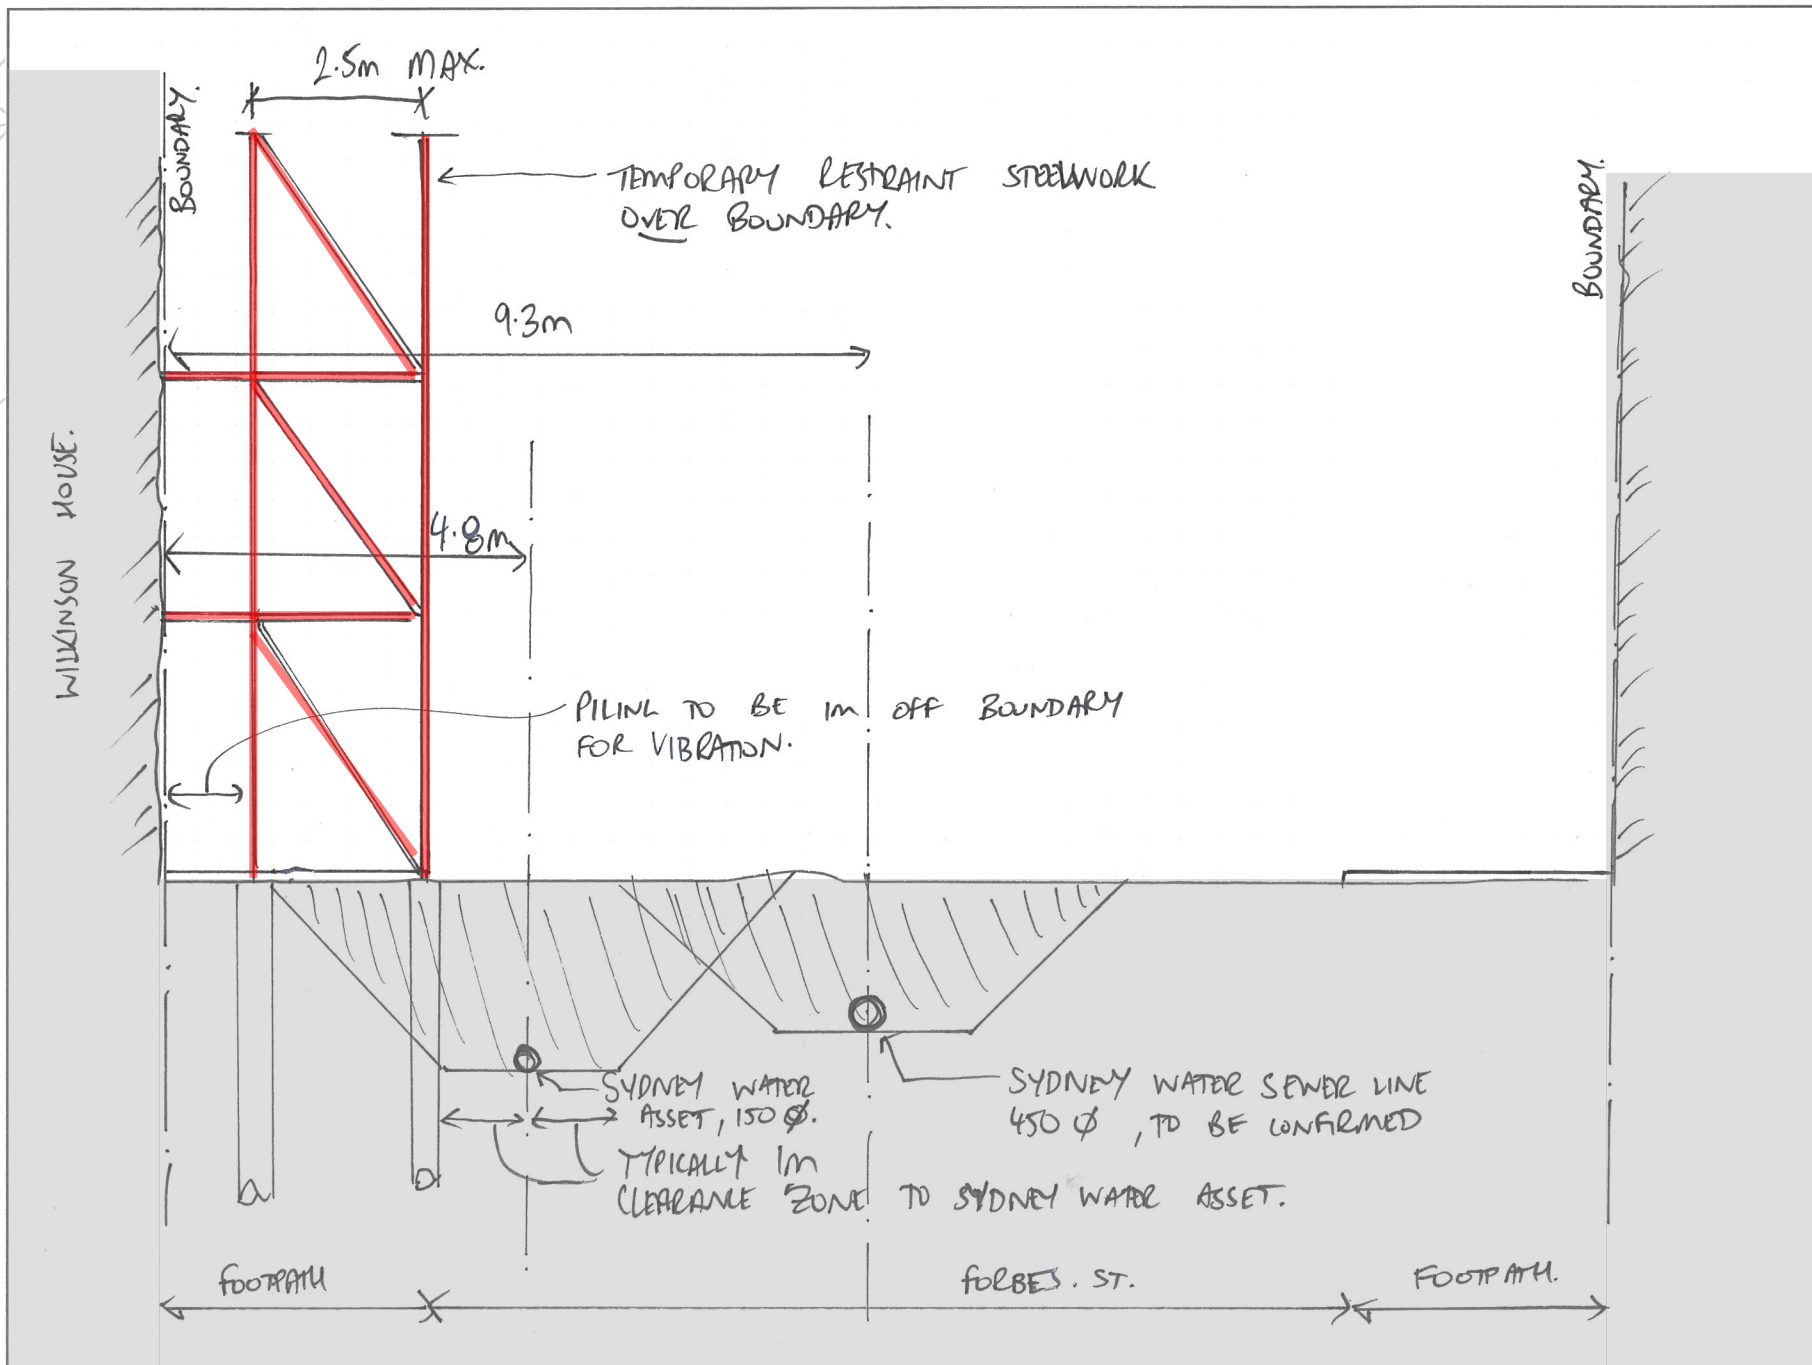 2.5m MAX.
BOUNDARY.
TEMPORARY RESTRAINT STEELWORK
OVER BOUNDARY.
BOUNDARY.
9.3m
WILKINSON HOUSE.
4.8m
PILING TO BE 1m OFF BOUNDARY
FOR VIBRATION.
SYDNEY WATER
ASSET, 150 Ø.
SYDNEY WATER SEWER LINE
450 Ø, TO BE CONFIRMED
TYPICALLY 1m
CLEARANCE ZONE TO SYDNEY WATER ASSET.
FOOTPATH
FORBES. ST.
FOOTPATH.